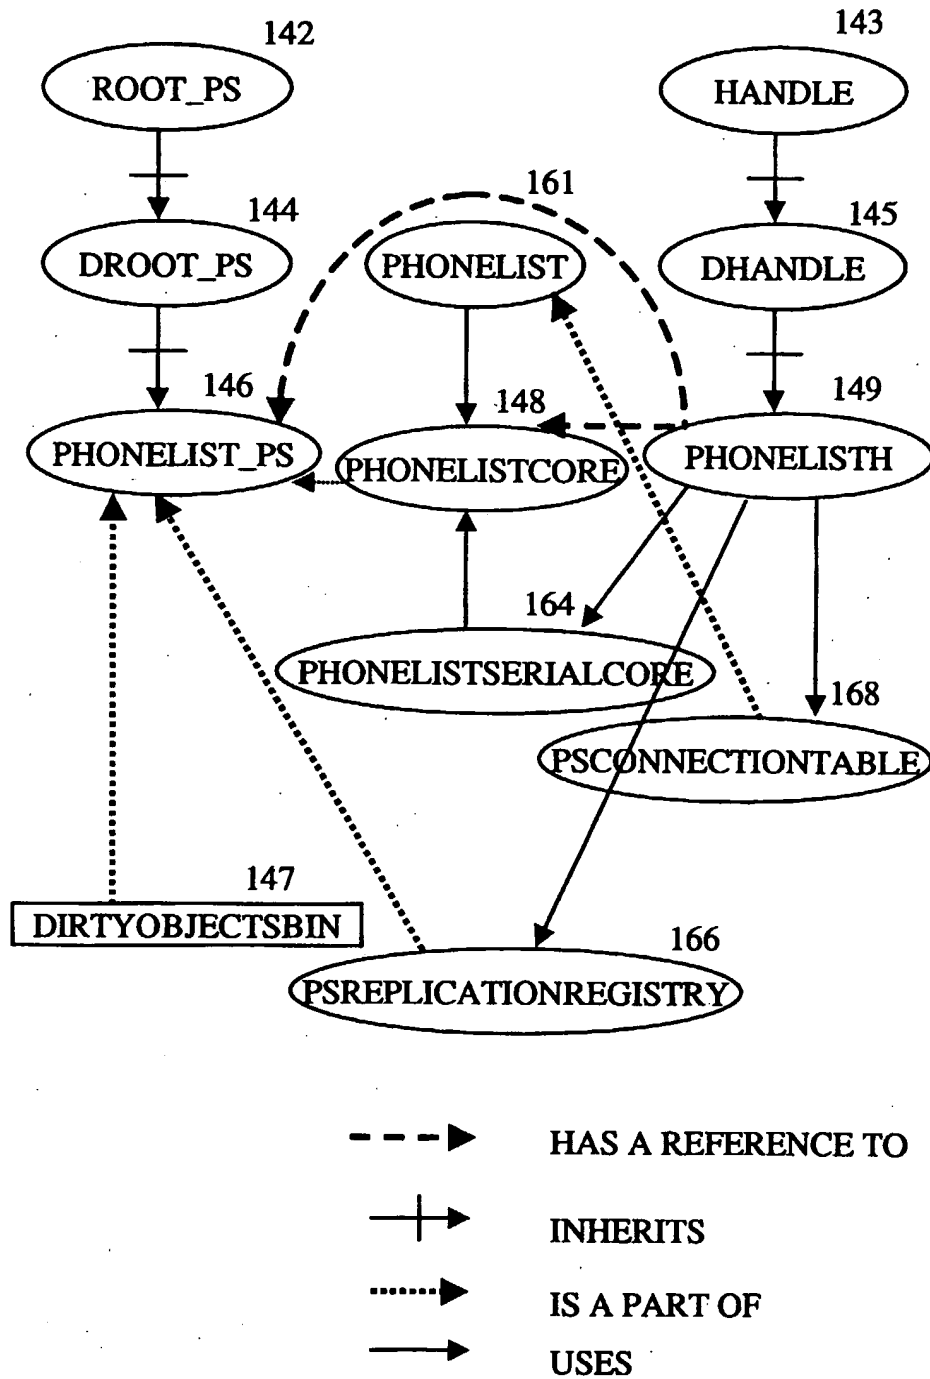 142
143
ROOT_PS
HANDLE
161
144
145
DROOT_PS
PHONELIST
DHANDLE
146
148
149
PHONELIST_PS
PHONELISTCORE
PHONELISTH
164
PHONELISTSERIALCORE
168
PSCONNECTIONTABLE
147
DIRTYOBJECTSBIN
166
PSREPLICATIONREGISTRY
HAS A REFERENCE TO
INHERITS
IS A PART OF
USES